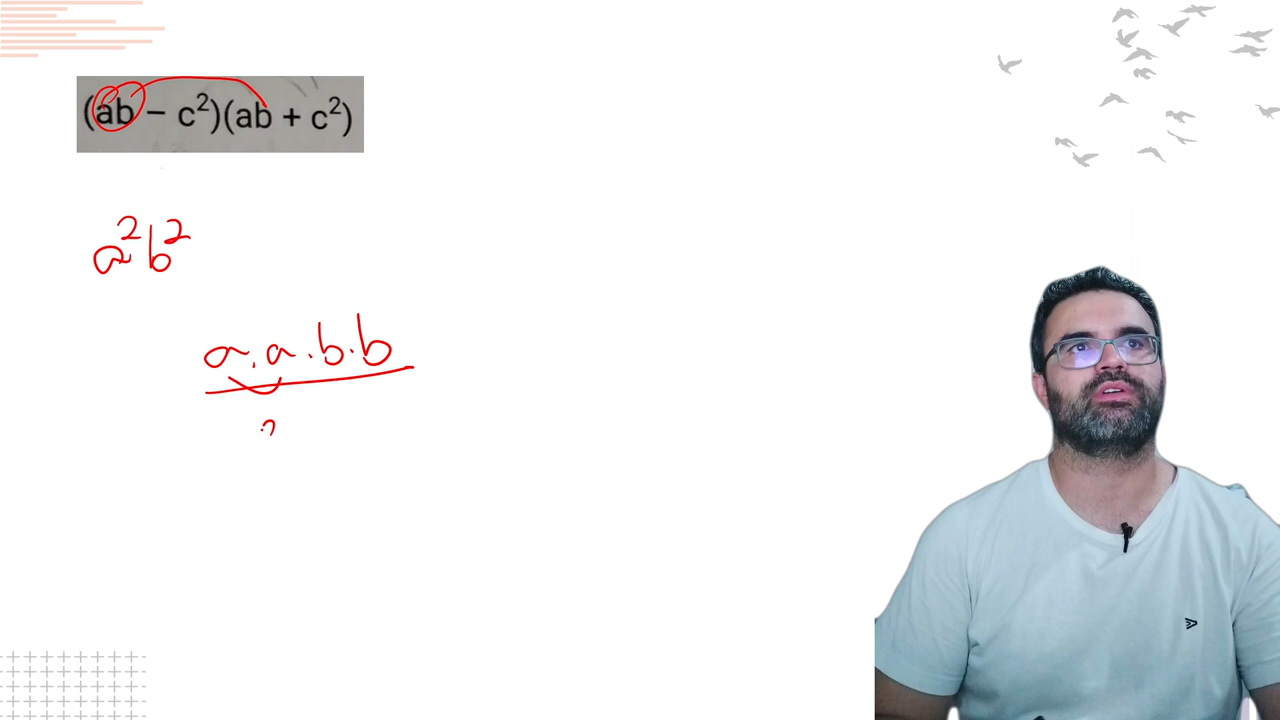 (ab − c²)(ab + c²)
a²b²
a.a.b.b